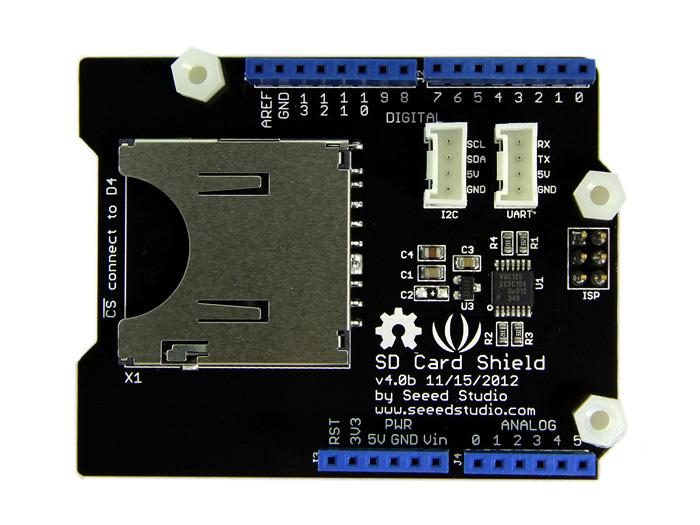 J2
AREF GND 13 12 11 10 9 8 7 6 5 4 3 2 1 0
DIGITAL
SCL
SDA
5V
GND
I2C
RX
TX
5V
GND
UART
CS connect to D4
C4
C3
C1
C2
U3
R4 R1
U1
R2 R3
ISP
X1
SD Card Shield
v4.0b 11/15/2012
by Seeed Studio
www.seeedstudio.com
PWR
RST 3V3 5V GND Vin
J3
ANALOG
0 1 2 3 4 5
J4